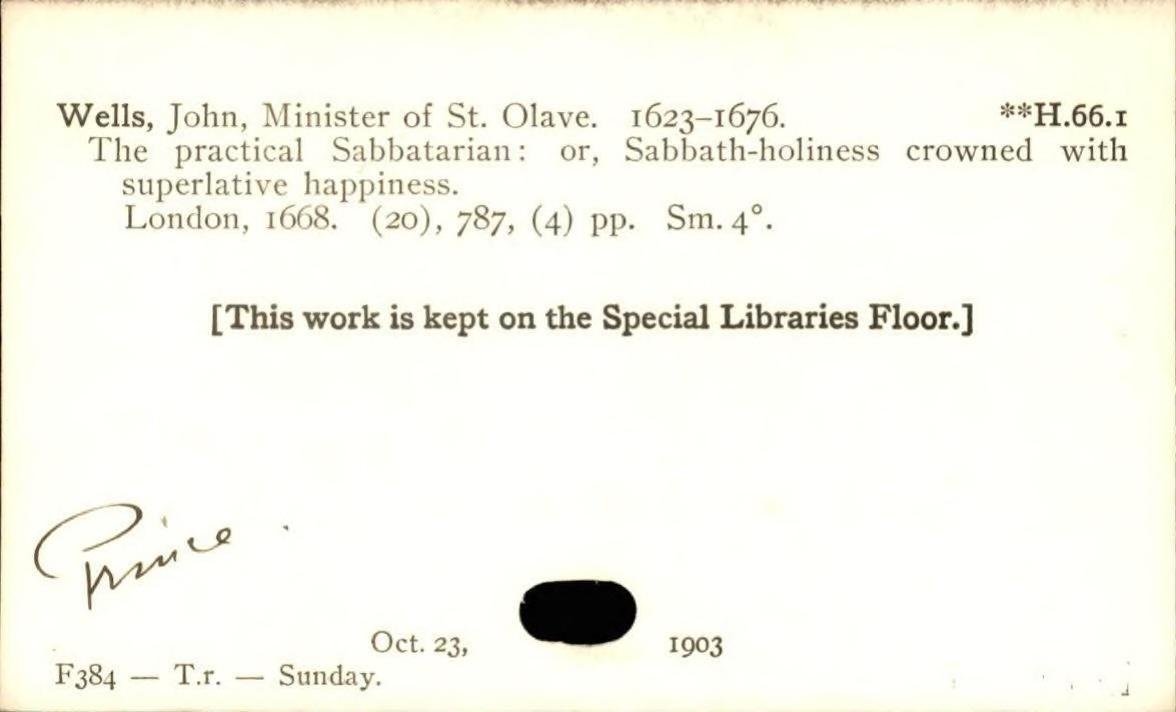 Wells, John, Minister of St. Olave. 1623-1676. **H.66.1
The practical Sabbatarian: or, Sabbath-holiness crowned with
superlative happiness.
London, 1668. (20), 787, (4) pp. Sm. 4°.
[This work is kept on the Special Libraries Floor.]
Prince
Oct. 23, 1903
F384 — T.r. — Sunday.